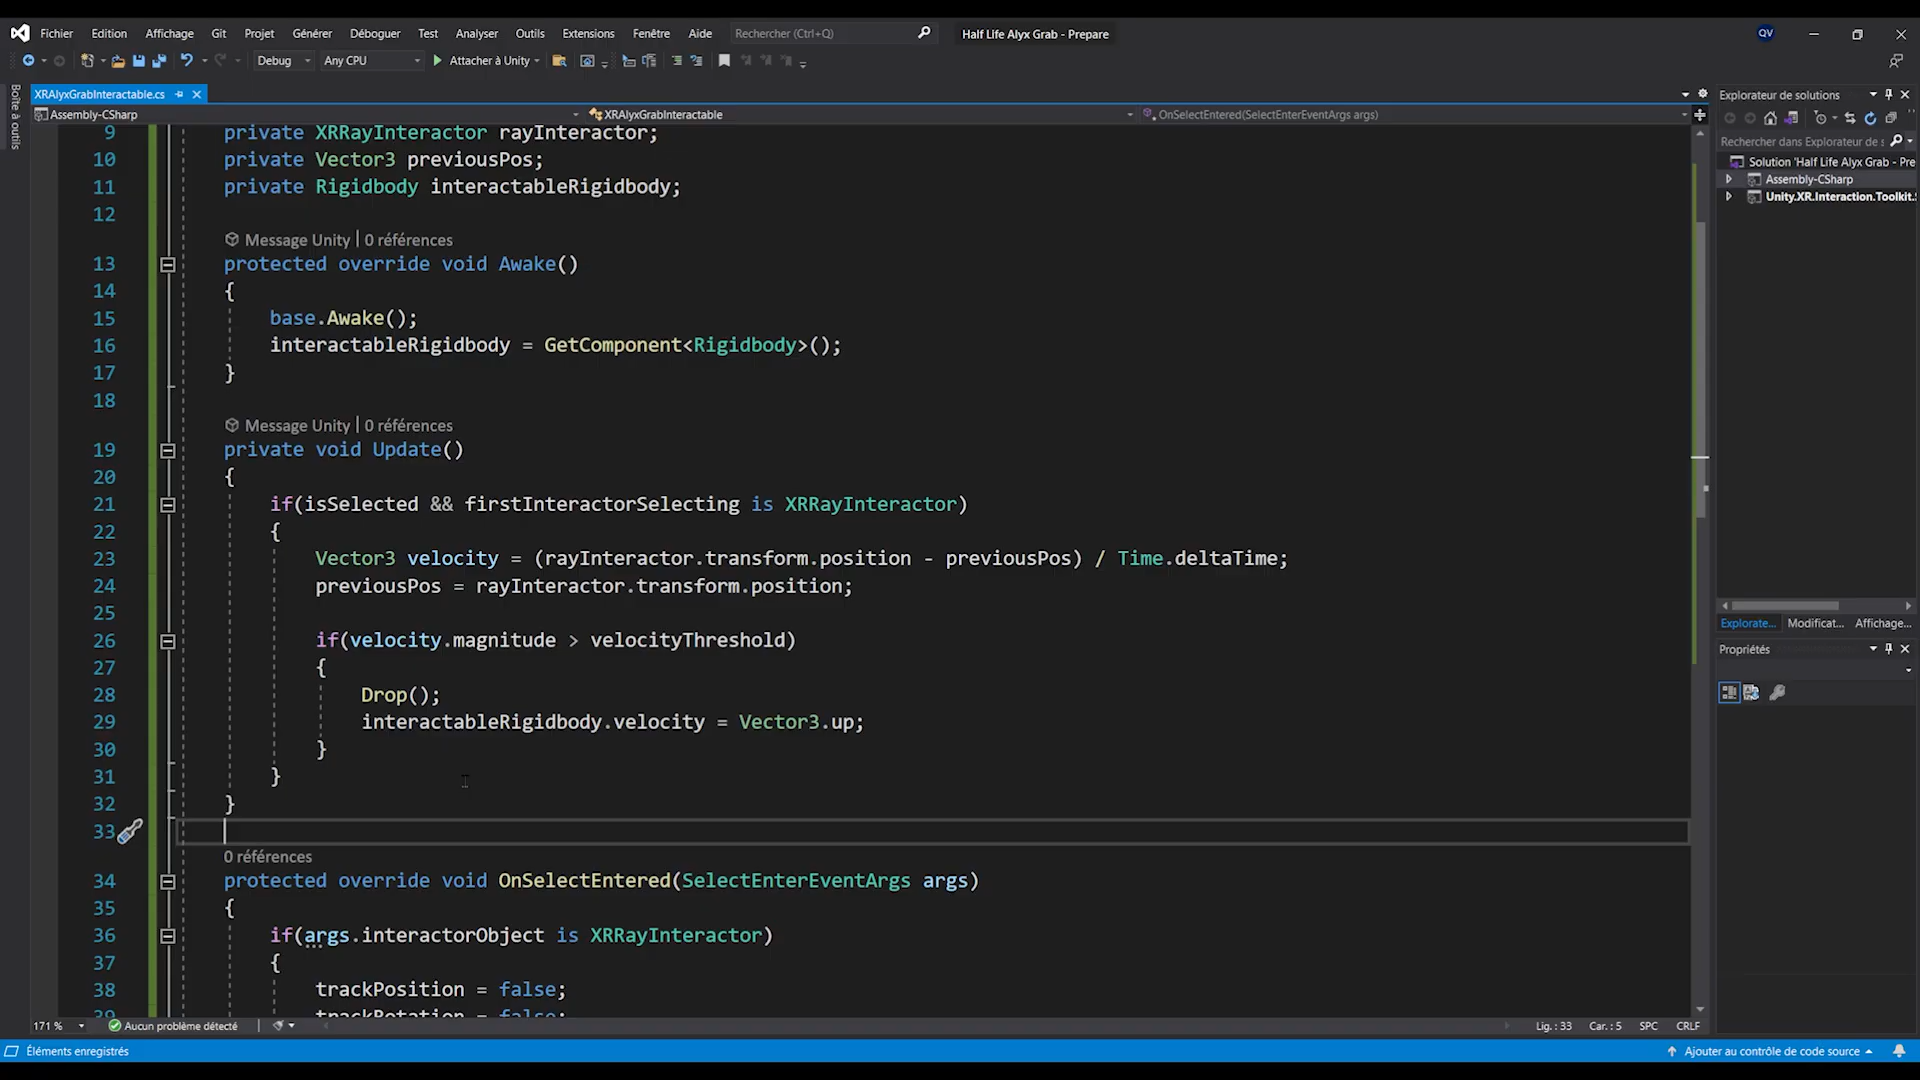 Fichier Edition Affichage Git Projet Générer Déboguer Test Analyser Outils Extensions Fenêtre Aide Rechercher (Ctrl+Q) Half Life Alyx Grab - Prepare QV
Debug Any CPU Attacher à Unity
Boîte à outils
XRAlyxGrabInteractable.cs
Assembly-CSharp XRAlyxGrabInteractable OnSelectEntered(SelectEnterEventArgs args)
9 private XRRayInteractor rayInteractor;
10 private Vector3 previousPos;
11 private Rigidbody interactableRigidbody;
12
Message Unity | 0 références
13 protected override void Awake()
14 {
15 base.Awake();
16 interactableRigidbody = GetComponent<Rigidbody>();
17 }
18
Message Unity | 0 références
19 private void Update()
20 {
21 if(isSelected && firstInteractorSelecting is XRRayInteractor)
22 {
23 Vector3 velocity = (rayInteractor.transform.position - previousPos) / Time.deltaTime;
24 previousPos = rayInteractor.transform.position;
25
26 if(velocity.magnitude > velocityThreshold)
27 {
28 Drop();
29 interactableRigidbody.velocity = Vector3.up;
30 }
31 }
32 }
33
0 références
34 protected override void OnSelectEntered(SelectEnterEventArgs args)
35 {
36 if(args.interactorObject is XRRayInteractor)
37 {
38 trackPosition = false;
39 trackRotation = false;
171 % Aucun problème détecté Lig. : 33 Car. : 5 SPC CRLF
Explorateur de solutions
Rechercher dans Explorateur de s
Solution 'Half Life Alyx Grab - Pre
Assembly-CSharp
Unity.XR.Interaction.Toolkit.
Explorate... Modificat... Affichage...
Propriétés
Éléments enregistrés Ajouter au contrôle de code source